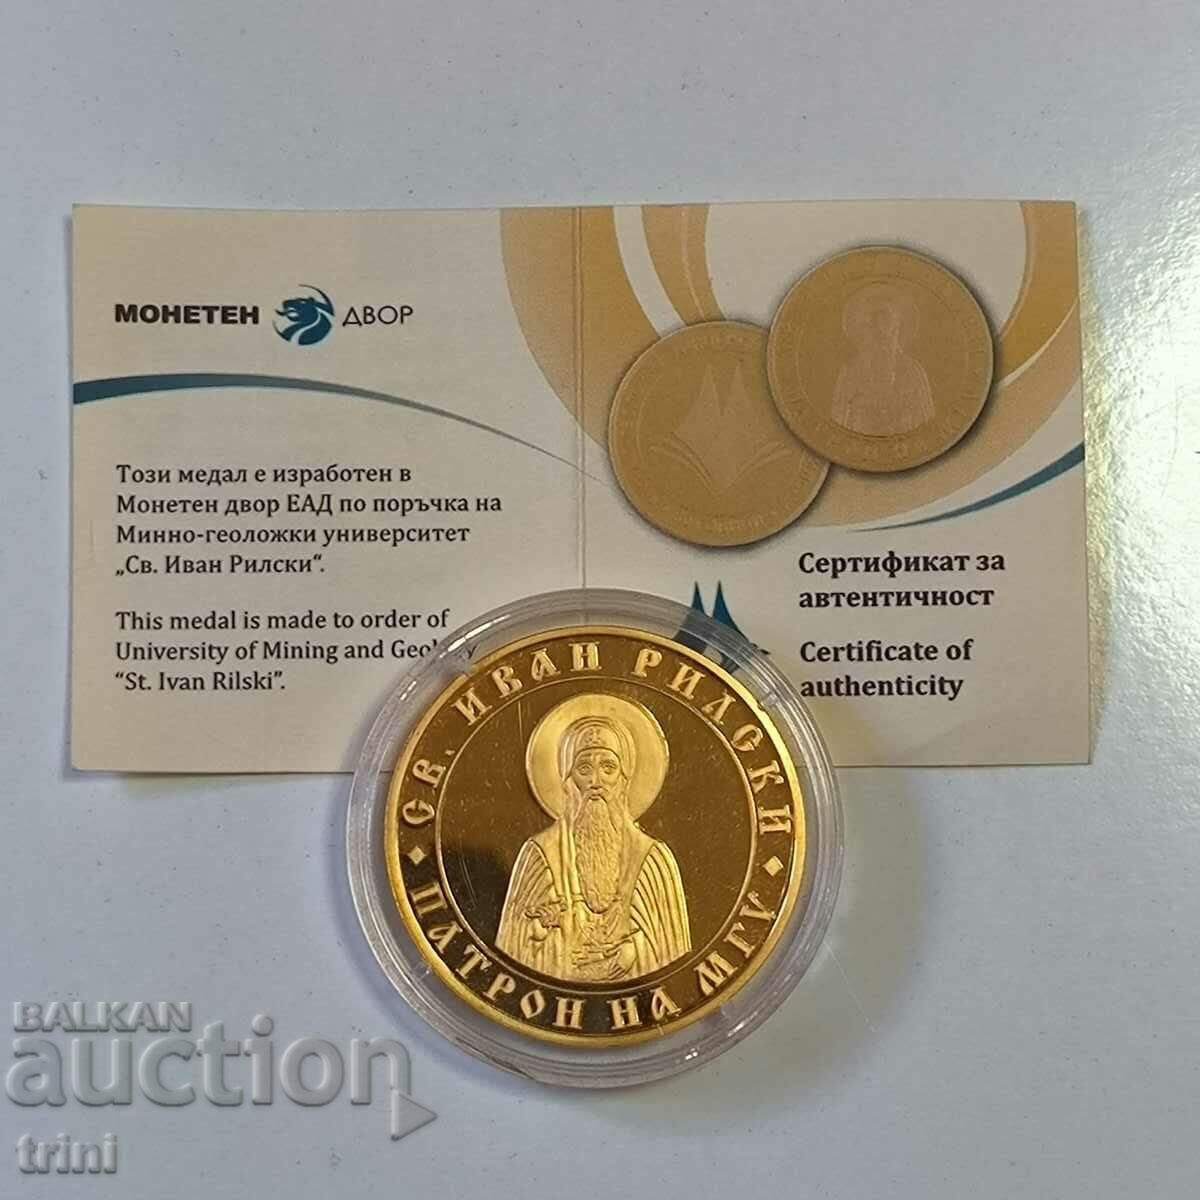 МОНЕТЕН ДВОР
Този медал е изработен в
Монетен двор ЕАД по поръчка на
Минно-геоложки университет
„Св. Иван Рилски“.
This medal is made to order of
University of Mining and Geol y
“St. Ivan Rilski”.
Сертификат за
автентичност
Certificate of
authenticity
СВ. ИВАН РИЛСКИ
ПАТРОН НА МГУ
BALKAN
auction
trini